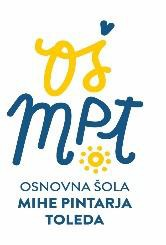 oš
mpt
OSNOVNA ŠOLA
MIHE PINTARJA
TOLEDA